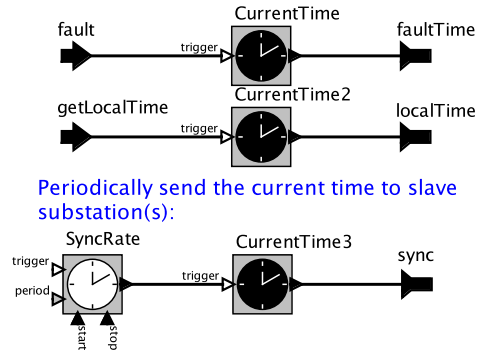 fault
CurrentTime
faultTime
trigger
getLocalTime
CurrentTime2
localTime
trigger
Periodically send the current time to slave
substation(s):
SyncRate
CurrentTime3
sync
trigger
trigger
period
start
stop